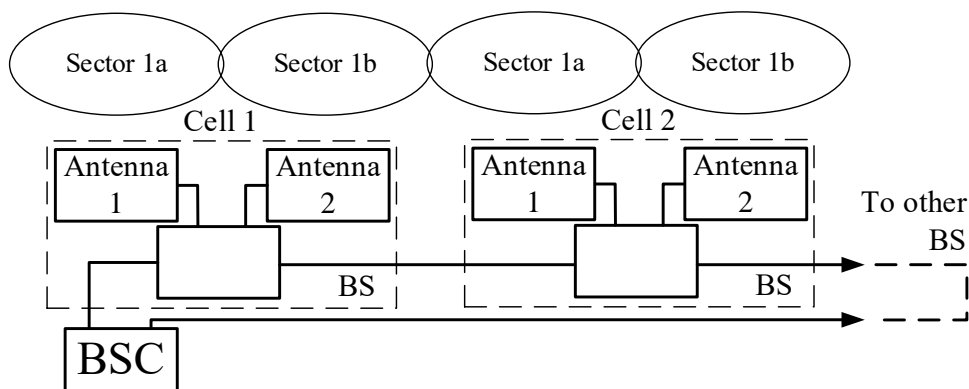 Sector 1a
Sector 1b
Sector 1a
Sector 1b
Cell 1
Cell 2
Antenna
1
Antenna
2
Antenna
1
Antenna
2
To other
BS
BS
BS
BSC